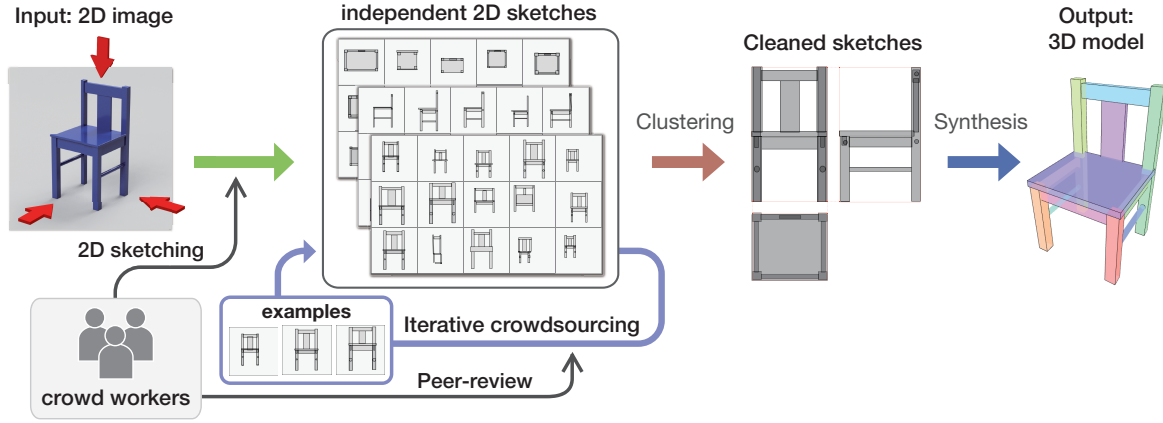 Input: 2D image
independent 2D sketches
Cleaned sketches
Output:
3D model
Clustering
Synthesis
2D sketching
examples
Iterative crowdsourcing
Peer-review
crowd workers